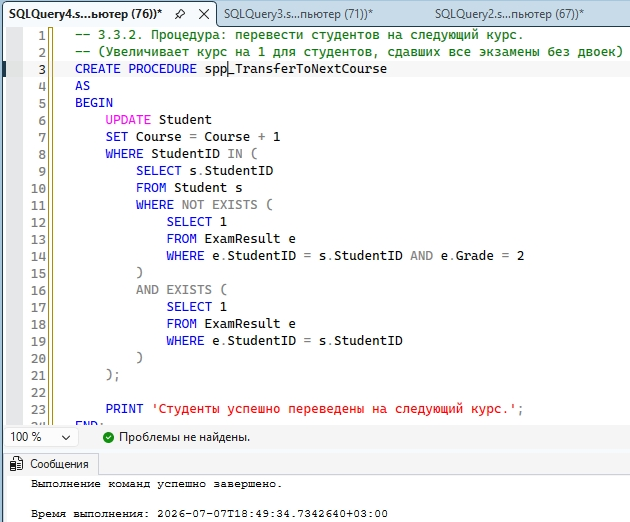 SQLQuery4.s...ьютер (76))*
SQLQuery3.s...пьютер (71))*
SQLQuery2.s...пьютер (67))*
1 -- 3.3.2. Процедура: перевести студентов на следующий курс.
2 -- (Увеличивает курс на 1 для студентов, сдавших все экзамены без двоек)
3 CREATE PROCEDURE spp_TransferToNextCourse
4 AS
5 BEGIN
6 UPDATE Student
7 SET Course = Course + 1
8 WHERE StudentID IN (
9 SELECT s.StudentID
10 FROM Student s
11 WHERE NOT EXISTS (
12 SELECT 1
13 FROM ExamResult e
14 WHERE e.StudentID = s.StudentID AND e.Grade = 2
15 )
16 AND EXISTS (
17 SELECT 1
18 FROM ExamResult e
19 WHERE e.StudentID = s.StudentID
20 )
21 );
22
23 PRINT 'Студенты успешно переведены на следующий курс.';
24 END;
100 %
Проблемы не найдены.
Сообщения
Выполнение команд успешно завершено.
Время выполнения: 2026-07-07T18:49:34.7342640+03:00